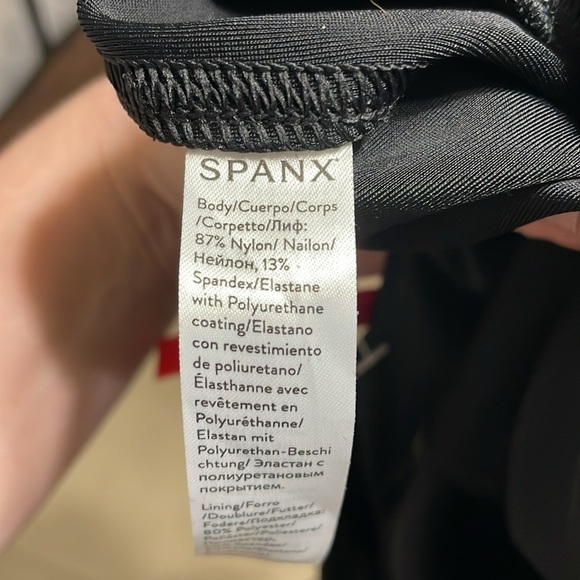 SPANX
Body/Cuerpo/Corps
/Corpetto/Лиф:
87% Nylon/ Nailon/
Нейлон, 13%
Spandex/Elastane
with Polyurethane
coating/Elastano
con revestimiento
de poliuretano/
Élasthanne avec
revêtement en
Polyuréthanne/
Elastan mit
Polyurethan-Beschi
chtung/ Эластан с
полиуретановым
покрытием.
Lining/Forro
/Doublure/Futter/
Fodera/Подкладка:
80% Polyester/